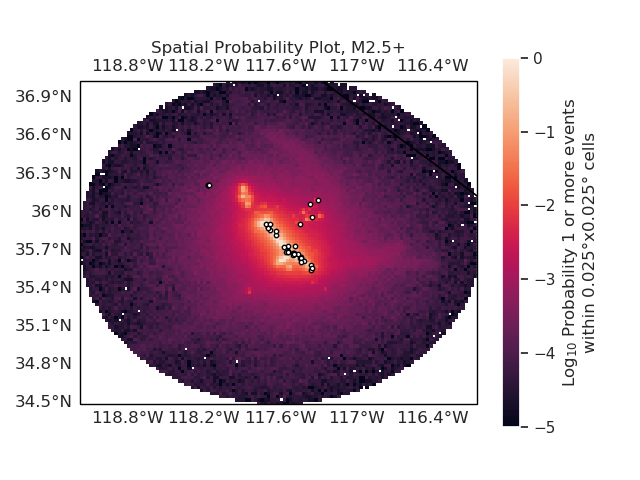 Spatial Probability Plot, M2.5+
118.8°W 118.2°W 117.6°W 117°W 116.4°W
36.9°N
36.6°N
36.3°N
36°N
35.7°N
35.4°N
35.1°N
34.8°N
34.5°N
118.8°W 118.2°W 117.6°W 117°W 116.4°W
0
−1
−2
−3
−4
−5
Log₁₀ Probability 1 or more events
within 0.025°x0.025° cells